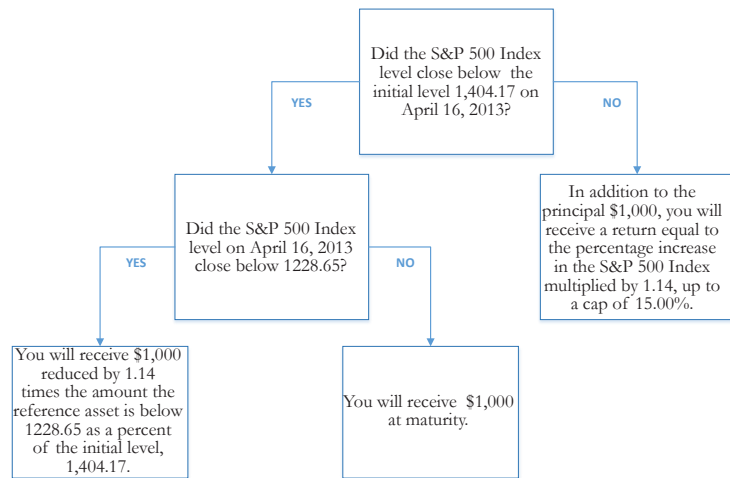 Did the S&P 500 Index
level close below the
initial level 1,404.17 on
April 16, 2013?
YES
NO
Did the S&P 500 Index
level on April 16, 2013
close below 1228.65?
In addition to the
principal $1,000, you will
receive a return equal to
the percentage increase
in the S&P 500 Index
multiplied by 1.14, up to
a cap of 15.00%.
YES
NO
You will receive $1,000
reduced by 1.14
times the amount the
reference asset is below
1228.65 as a percent
of the initial level,
1,404.17.
You will receive $1,000
at maturity.